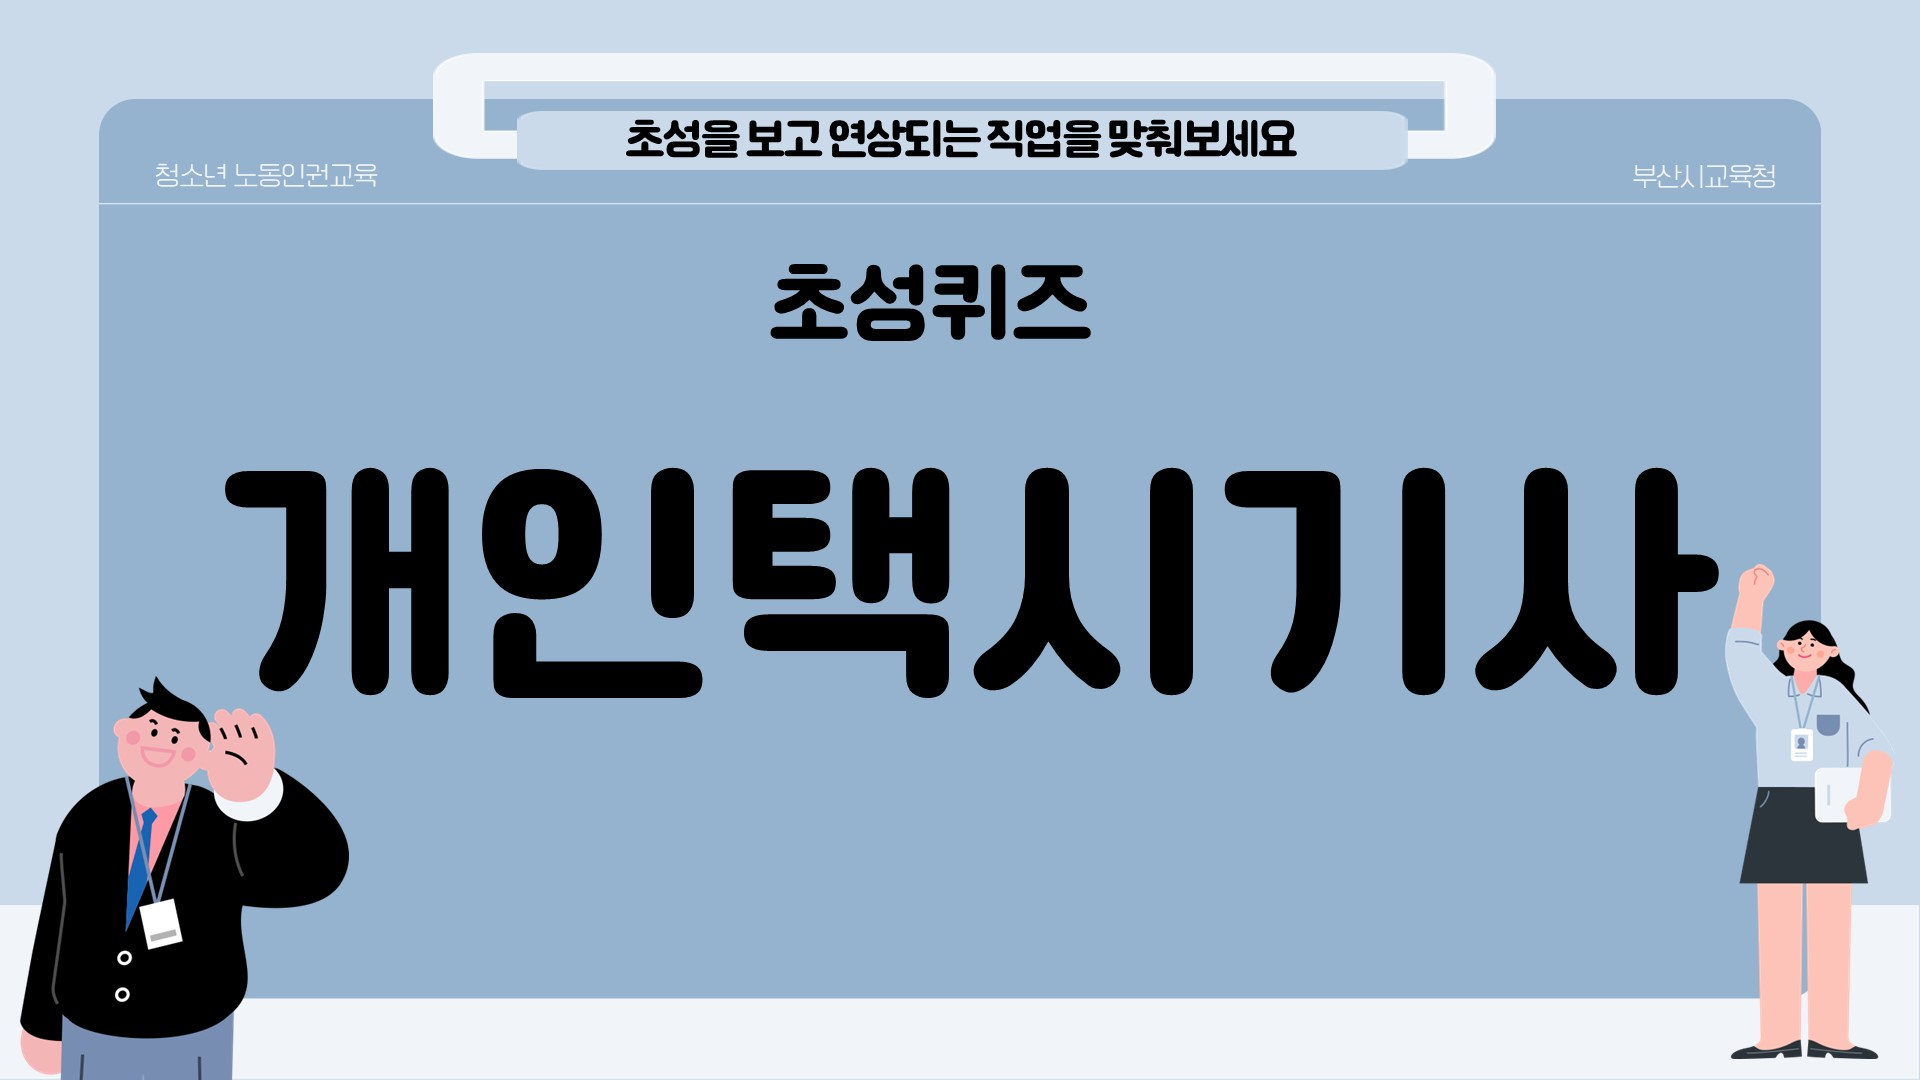 초성을 보고 연상되는 직업을 맞춰보세요
청소년 노동인권교육
부산시교육청
초성퀴즈
개인택시기사